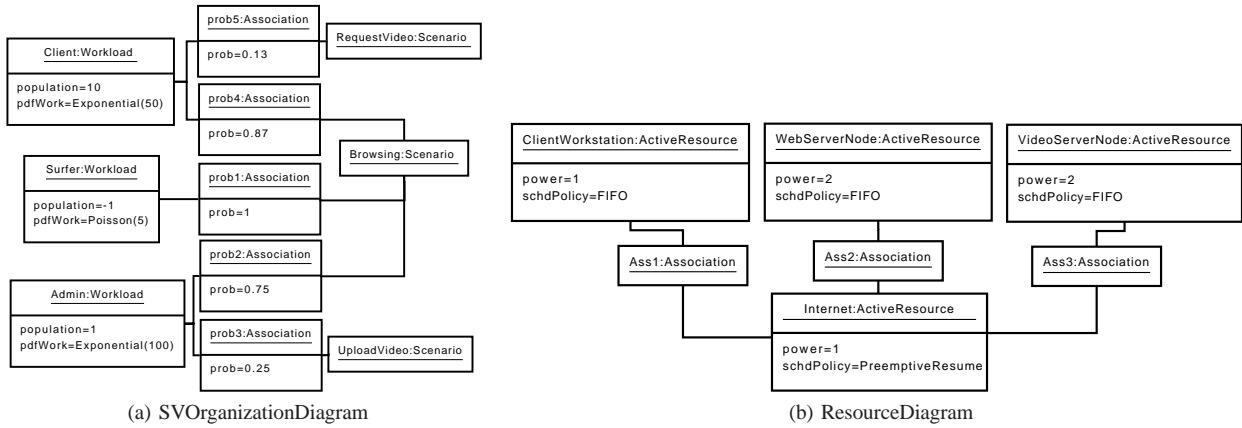 prob5:Association
prob=0.13
RequestVideo:Scenario
Client:Workload
population=10
pdfWork=Exponential(50)
prob4:Association
prob=0.87
Browsing:Scenario
Surfer:Workload
population=-1
pdfWork=Poisson(5)
prob1:Association
prob=1
prob2:Association
prob=0.75
Admin:Workload
population=1
pdfWork=Exponential(100)
prob3:Association
prob=0.25
UploadVideo:Scenario
(a) SVOrganizationDiagram
ClientWorkstation:ActiveResource
power=1
schdPolicy=FIFO
WebServerNode:ActiveResource
power=2
schdPolicy=FIFO
VideoServerNode:ActiveResource
power=2
schdPolicy=FIFO
Ass1:Association
Ass2:Association
Ass3:Association
Internet:ActiveResource
power=1
schdPolicy=PreemptiveResume
(b) ResourceDiagram